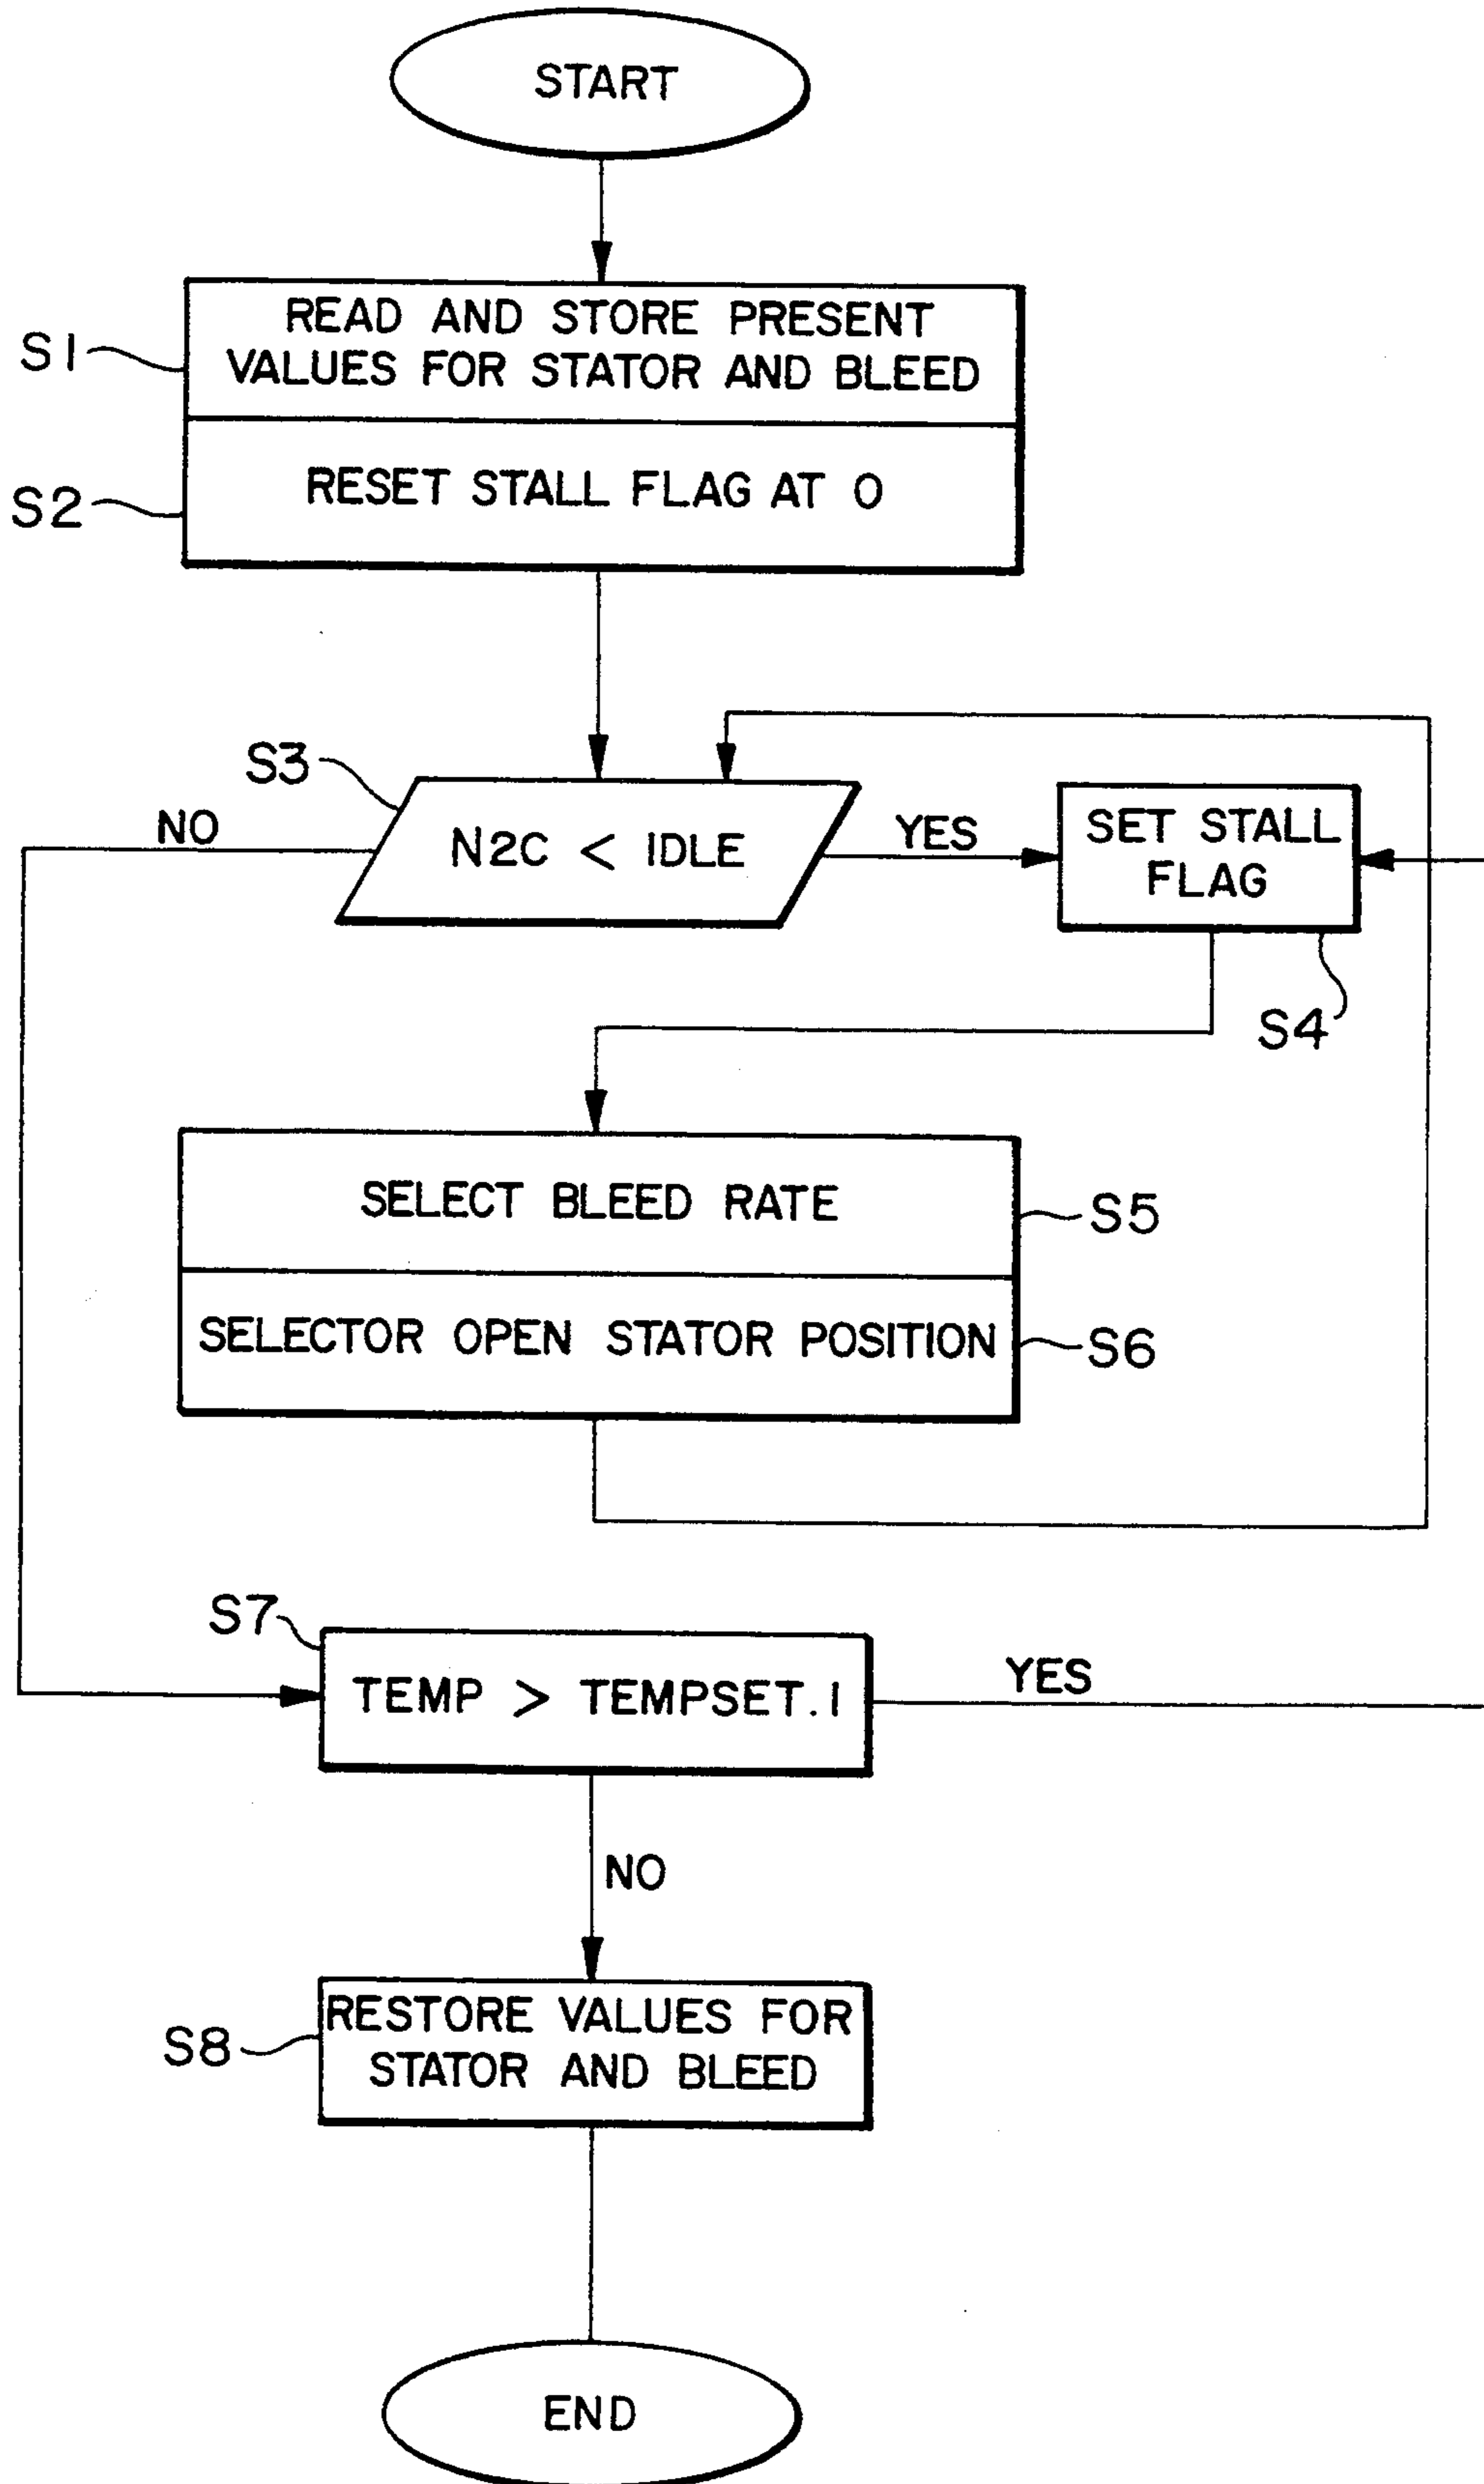 START
S1
READ AND STORE PRESENT
VALUES FOR STATOR AND BLEED
S2
RESET STALL FLAG AT 0
S3
NO
N2C < IDLE
YES
SET STALL
FLAG
S4
SELECT BLEED RATE
S5
SELECTOR OPEN STATOR POSITION
S6
S7
TEMP > TEMPSET.1
YES
NO
S8
RESTORE VALUES FOR
STATOR AND BLEED
END